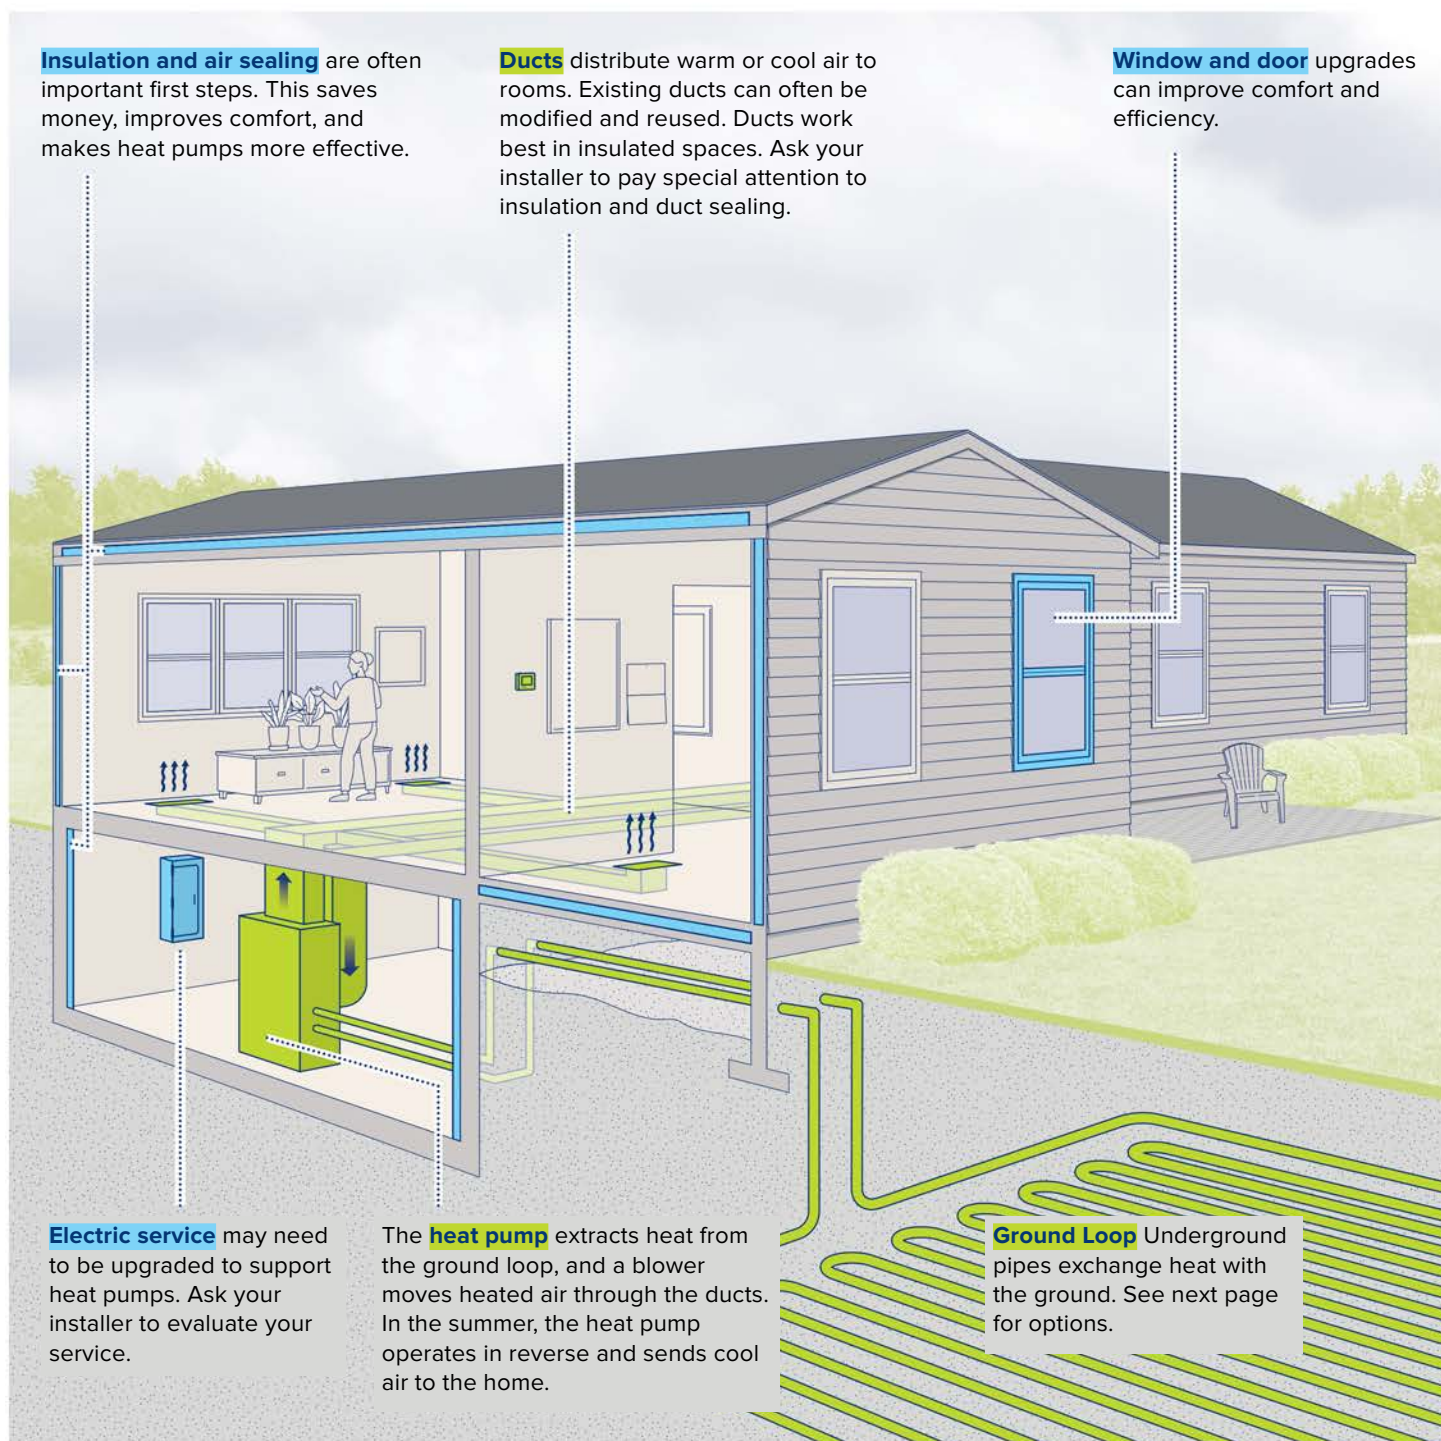 Insulation and air sealing are often
important first steps. This saves
money, improves comfort, and
makes heat pumps more effective.
Ducts distribute warm or cool air to
rooms. Existing ducts can often be
modified and reused. Ducts work
best in insulated spaces. Ask your
installer to pay special attention to
insulation and duct sealing.
Window and door upgrades
can improve comfort and
efficiency.
Electric service may need
to be upgraded to support
heat pumps. Ask your
installer to evaluate your
service.
The heat pump extracts heat from
the ground loop, and a blower
moves heated air through the ducts.
In the summer, the heat pump
operates in reverse and sends cool
air to the home.
Ground Loop Underground
pipes exchange heat with
the ground. See next page
for options.